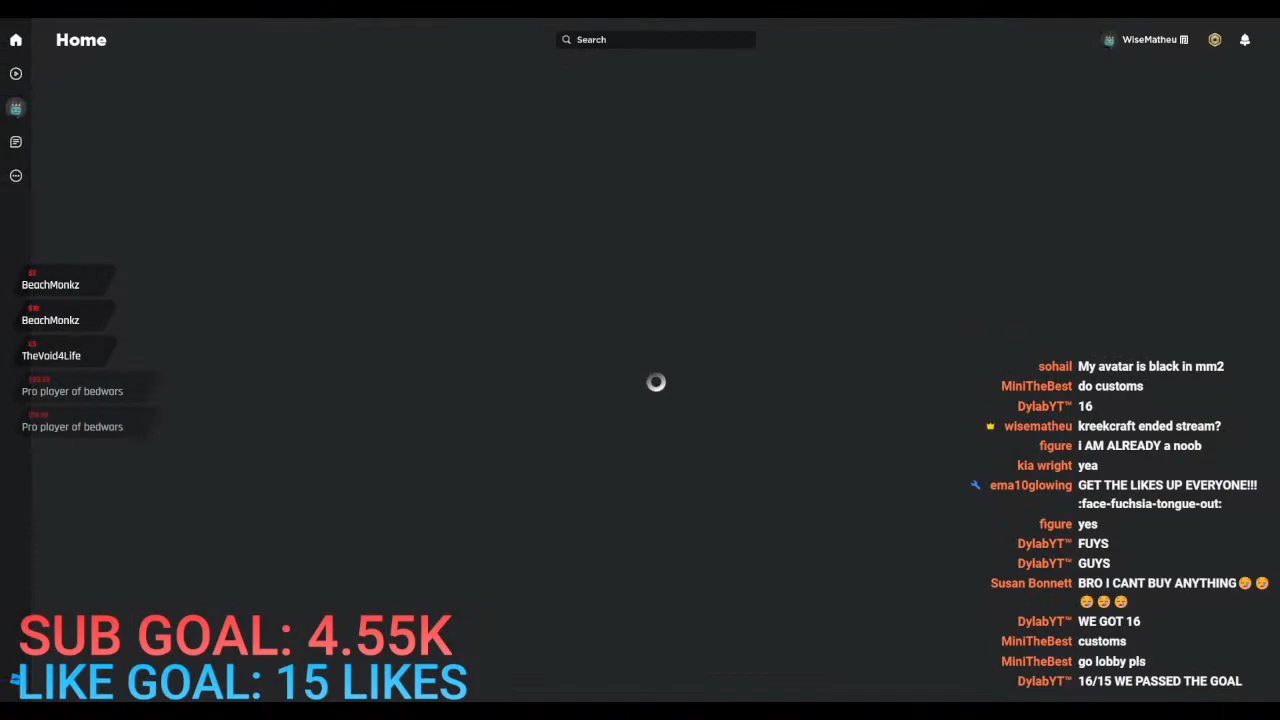 Home
Search
WiseMatheu
BeachMonkz
BeachMonkz
TheVoid4Life
Pro player of bedwars
Pro player of bedwars
sohail My avatar is black in mm2
MiniTheBest do customs
DylabYT™ 16
wisematheu kreekcraft ended stream?
figure i AM ALREADY a noob
kia wright yea
ema10glowing GET THE LIKES UP EVERYONE!!!
:face-fuchsia-tongue-out:
figure yes
DylabYT™ FUYS
DylabYT™ GUYS
Susan Bonnett BRO I CANT BUY ANYTHING
DylabYT™ WE GOT 16
MiniTheBest customs
MiniTheBest go lobby pls
DylabYT™ 16/15 WE PASSED THE GOAL
SUB GOAL: 4.55K
LIKE GOAL: 15 LIKES